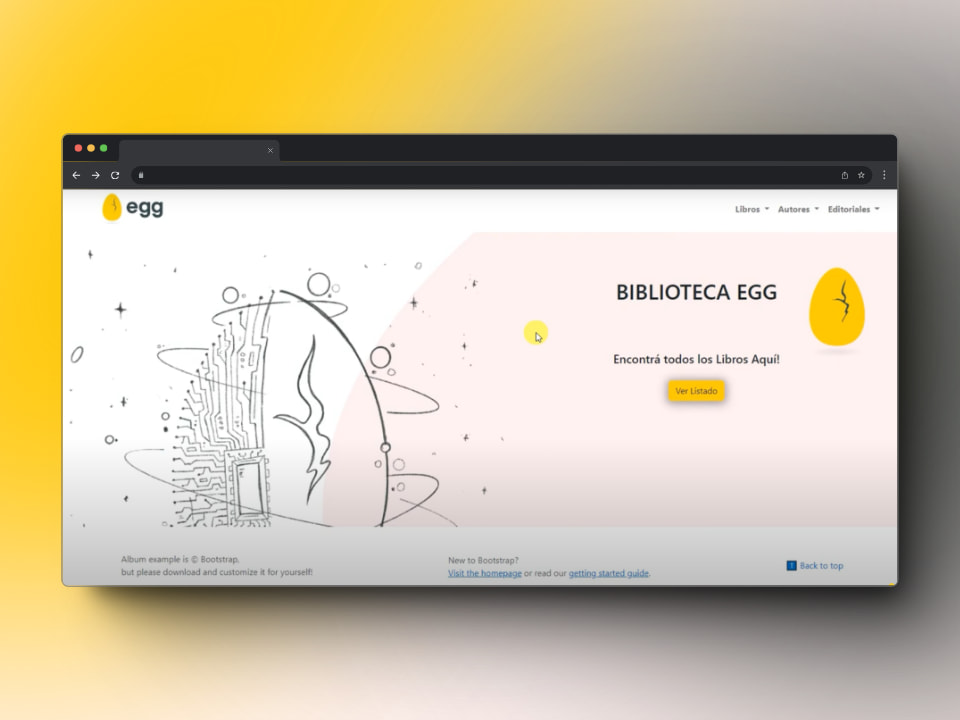 egg
Libros
Autores
Editoriales
BIBLIOTECA EGG
Encontrá todos los Libros Aquí!
Ver Listado
Album example is © Bootstrap,
but please download and customize it for yourself!
New to Bootstrap?
Visit the homepage or read our getting started guide.
Back to top